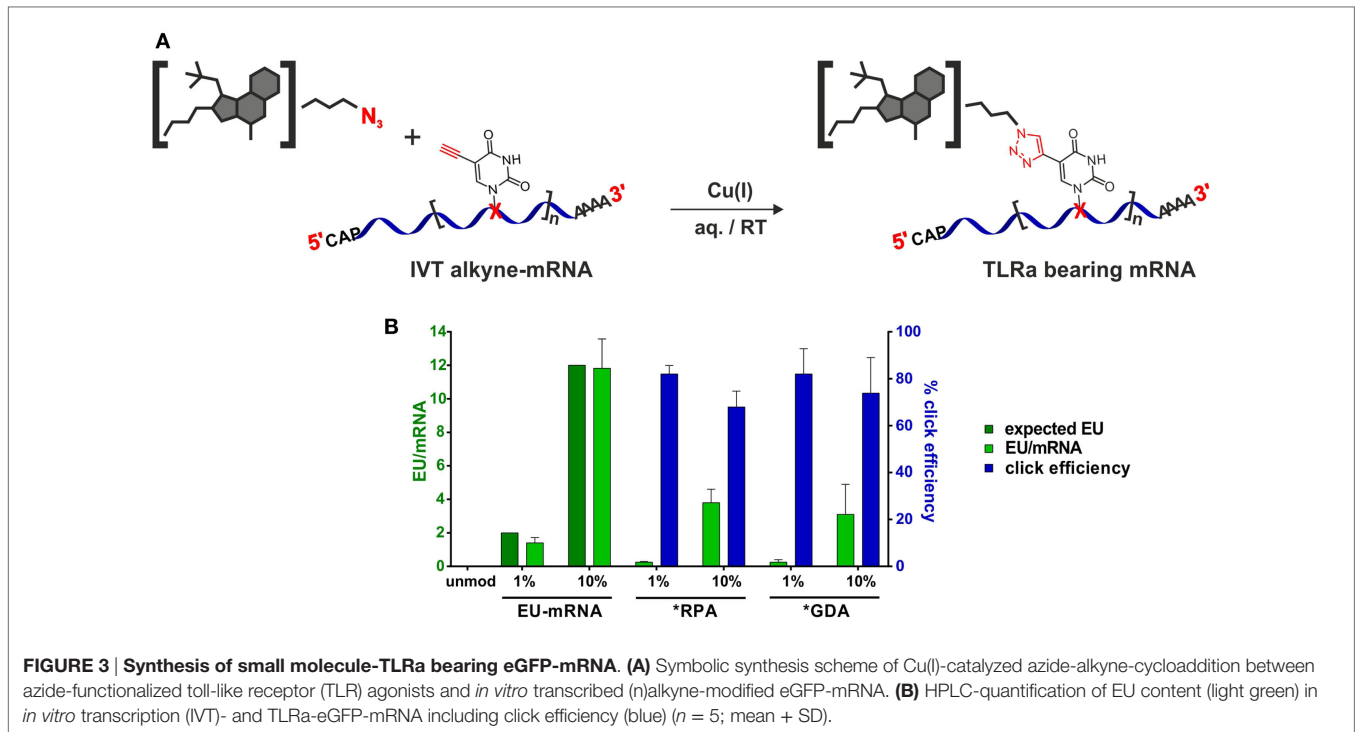 A
N3
+
O
NH
N
O
X
n
5' CAP
AAAA 3'
IVT alkyne-mRNA
Cu(I)
aq. / RT
N
N
N
O
NH
N
O
X
n
5' CAP
AAAA 3'
TLRa bearing mRNA
B
EU/mRNA
14
12
10
8
6
4
2
0
100
80
60
40
20
0
% click efficiency
unmod 1% 10% 1% 10% 1% 10%
EU-mRNA *RPA *GDA
expected EU
EU/mRNA
click efficiency
FIGURE 3 | Synthesis of small molecule-TLRa bearing eGFP-mRNA. (A) Symbolic synthesis scheme of Cu(I)-catalyzed azide-alkyne-cycloaddition between
azide-functionalized toll-like receptor (TLR) agonists and in vitro transcribed (n)alkyne-modified eGFP-mRNA. (B) HPLC-quantification of EU content (light green) in
in vitro transcription (IVT)- and TLRa-eGFP-mRNA including click efficiency (blue) (n = 5; mean + SD).